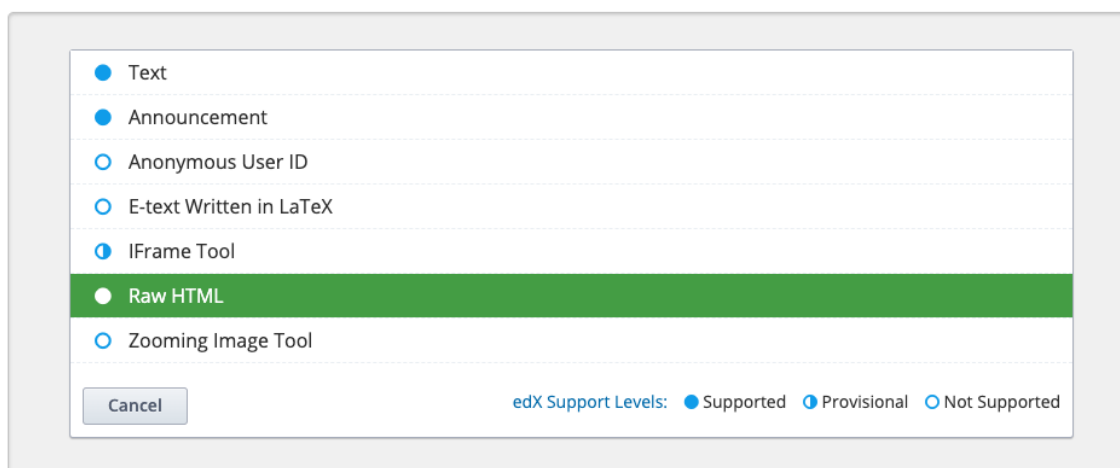 Text
Announcement
Anonymous User ID
E-text Written in LaTeX
IFrame Tool
Raw HTML
Zooming Image Tool
Cancel edX Support Levels: Supported Provisional Not Supported